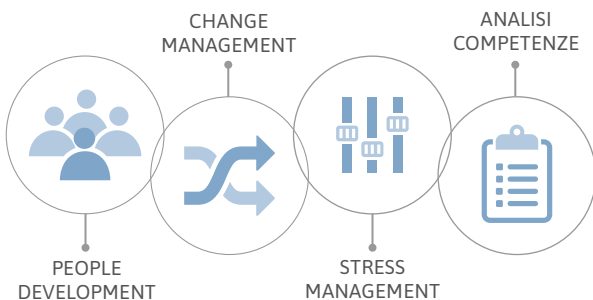 CHANGE
MANAGEMENT
ANALISI
COMPETENZE
PEOPLE
DEVELOPMENT
STRESS
MANAGEMENT